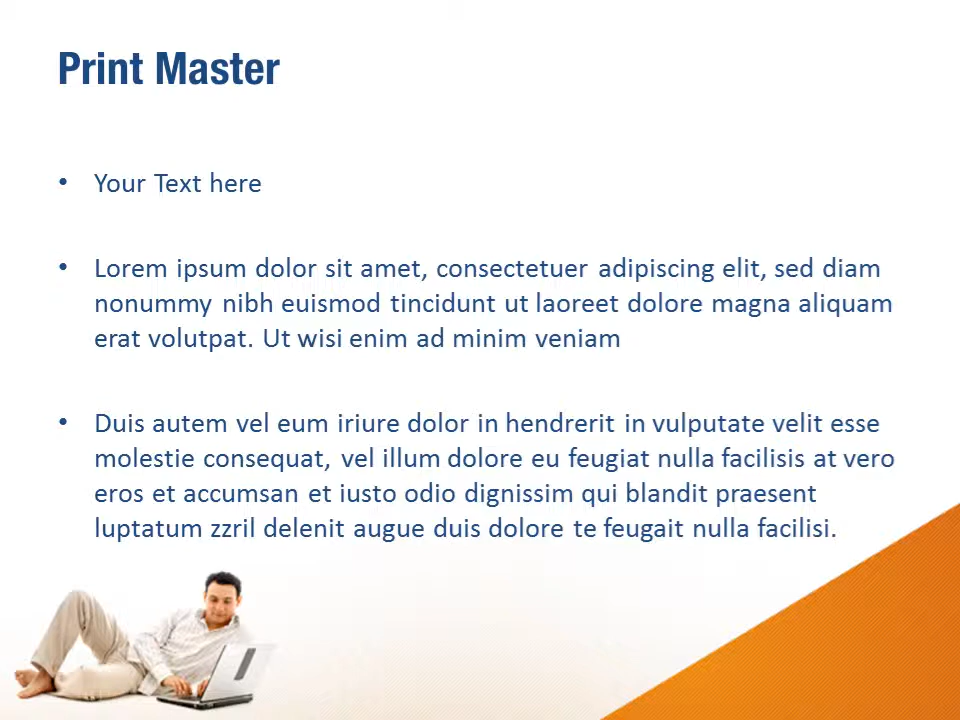 Print Master
• Your Text here
• Lorem ipsum dolor sit amet, consectetuer adipiscing elit, sed diam
nonummy nibh euismod tincidunt ut laoreet dolore magna aliquam
erat volutpat. Ut wisi enim ad minim veniam
• Duis autem vel eum iriure dolor in hendrerit in vulputate velit esse
molestie consequat, vel illum dolore eu feugiat nulla facilisis at vero
eros et accumsan et iusto odio dignissim qui blandit praesent
luptatum zzril delenit augue duis dolore te feugait nulla facilisi.